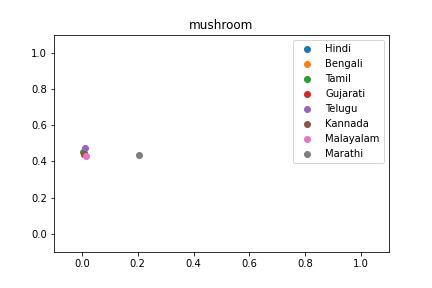 mushroom
1.0
0.8
0.6
0.4
0.2
0.0
0.0 0.2 0.4 0.6 0.8 1.0
Hindi
Bengali
Tamil
Gujarati
Telugu
Kannada
Malayalam
Marathi